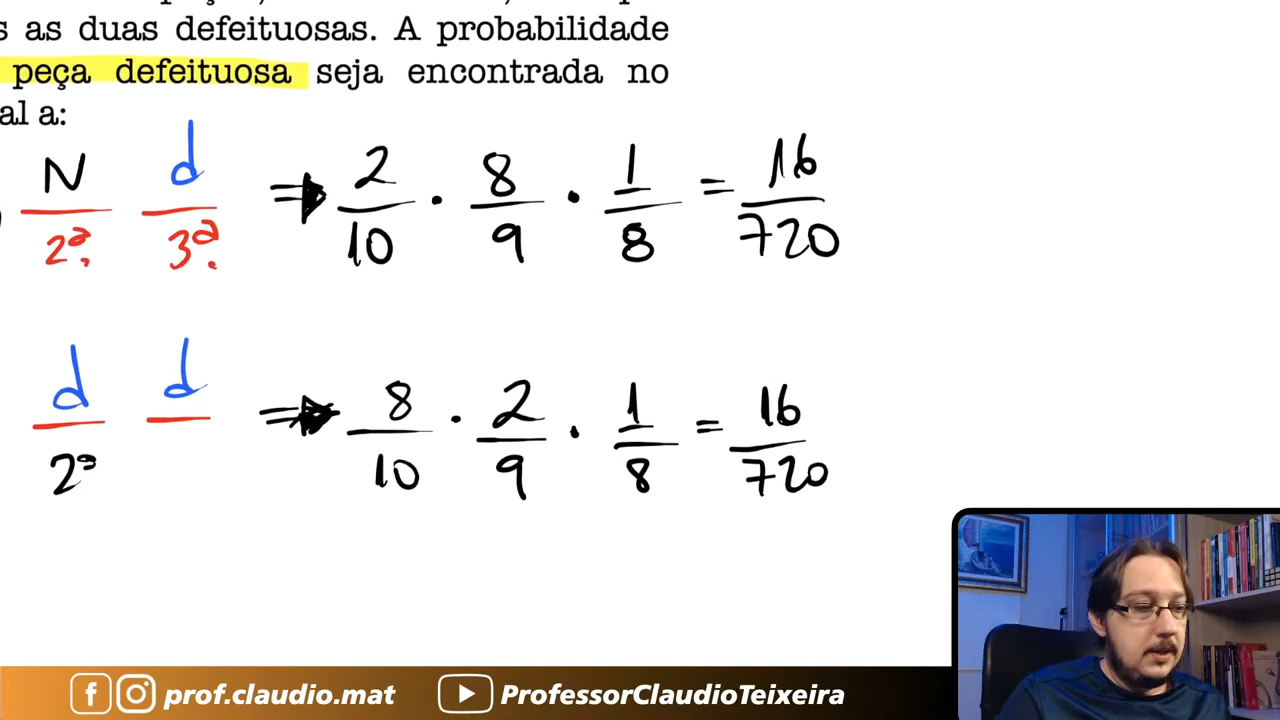 s as duas defeituosas. A probabilidade
peça defeituosa seja encontrada no
al a:
N d ⇒ 2/10 · 8/9 · 1/8 = 16/720
2ª. 3ª.
d d ⇒ 8/10 · 2/9 · 1/8 = 16/720
2ª
prof.claudio.mat ProfessorClaudioTeixeira